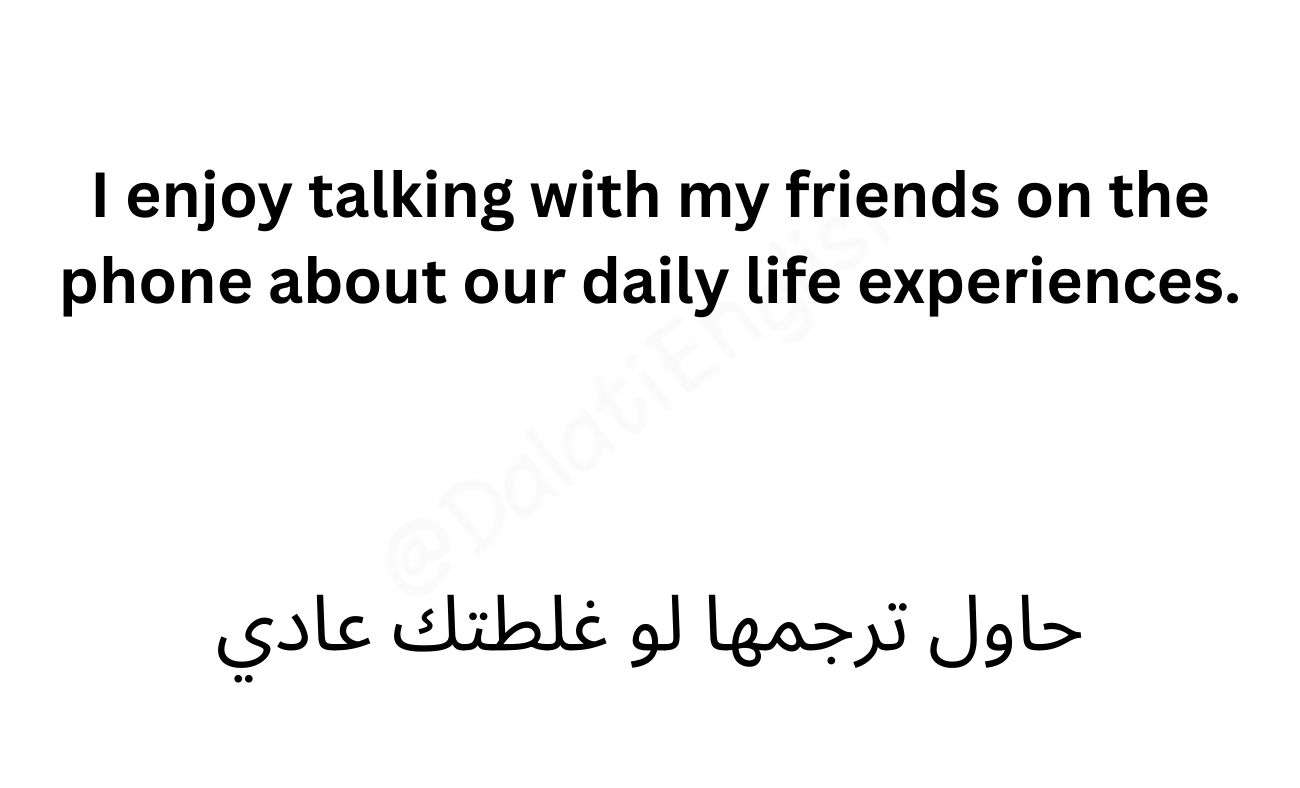 I enjoy talking with my friends on the
phone about our daily life experiences.
@DalatiEnglish
حاول ترجمها لو غلطتك عادي